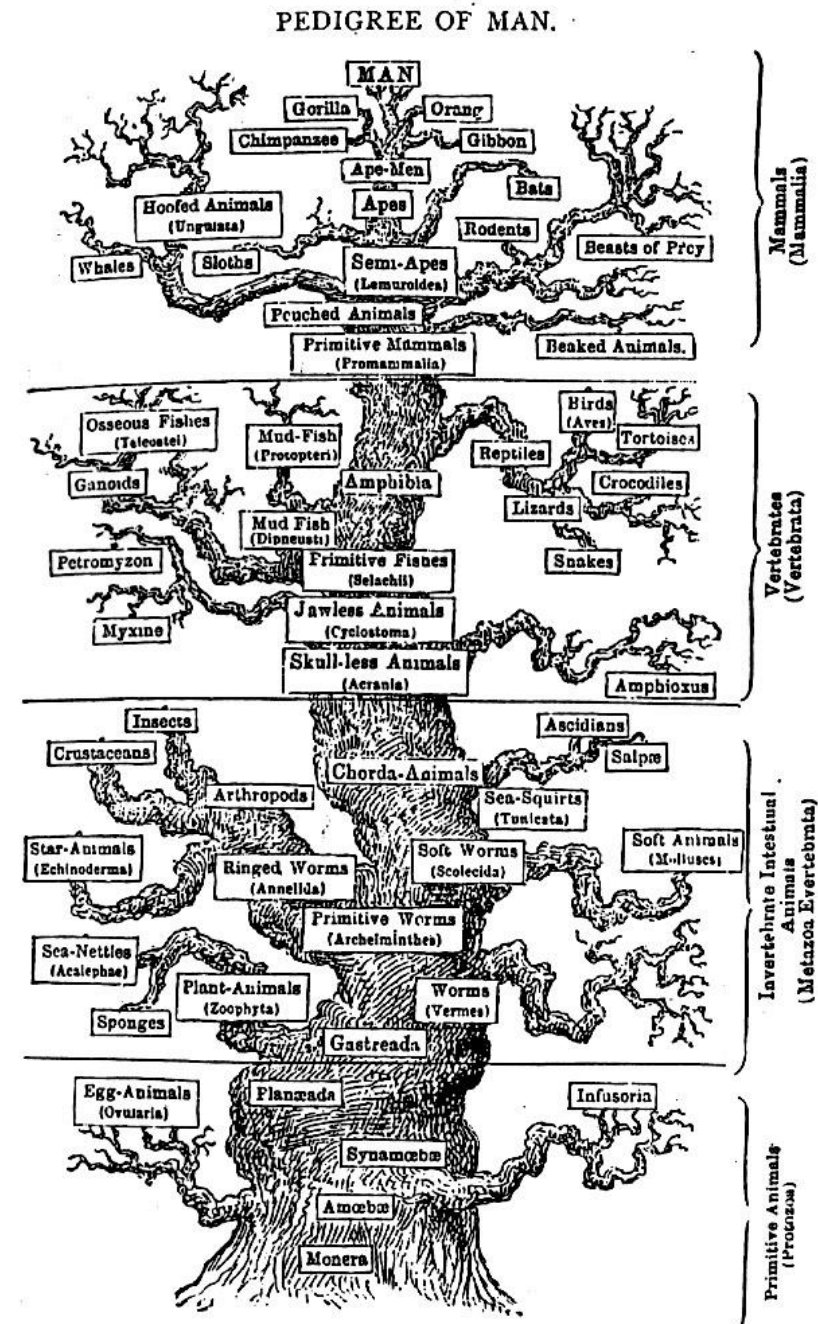 PEDIGREE OF MAN.
MAN
Gorilla
Orang
Chimpanzee
Gibbon
Ape-Men
Bats
Apes
Hoofed Animals
(Ungulata)
Rodents
Beasts of Prey
Whales
Sloths
Semi-Apes
(Lemuroidea)
Pouched Animals
Primitive Mammals
(Promammalia)
Beaked Animals.
Mammals
(Mammalia)
Osseous Fishes
(Teleostei)
Mud-Fish
(Protopteri)
Birds
(Aves)
Tortoises
Reptiles
Ganoids
Amphibia
Crocodiles
Lizards
Mud Fish
(Dipneusti)
Petromyzon
Primitive Fishes
(Selachii)
Snakes
Jawless Animals
(Cyclostoma)
Myxine
Skull-less Animals
(Acrania)
Amphioxus
Vertebrates
(Vertebrata)
Insects
Ascidians
Crustaceans
Salpæ
Chorda-Animals
Arthropods
Sea-Squirts
(Tunicata)
Star-Animals
(Echinoderma)
Ringed Worms
(Annelida)
Soft Worms
(Scolecida)
Soft Animals
(Molluscs)
Primitive Worms
(Archelminthes)
Sea-Nettles
(Acalephae)
Plant-Animals
(Zoophyta)
Worms
(Vermes)
Sponges
Gastreada
Invertebrate Intestinal
Animals
(Metazoa Evertebrata)
Egg-Animals
(Ovularia)
Planæada
Infusoria
Synamœbæ
Amœbæ
or
Monera
Primitive Animals
(Protozoa)